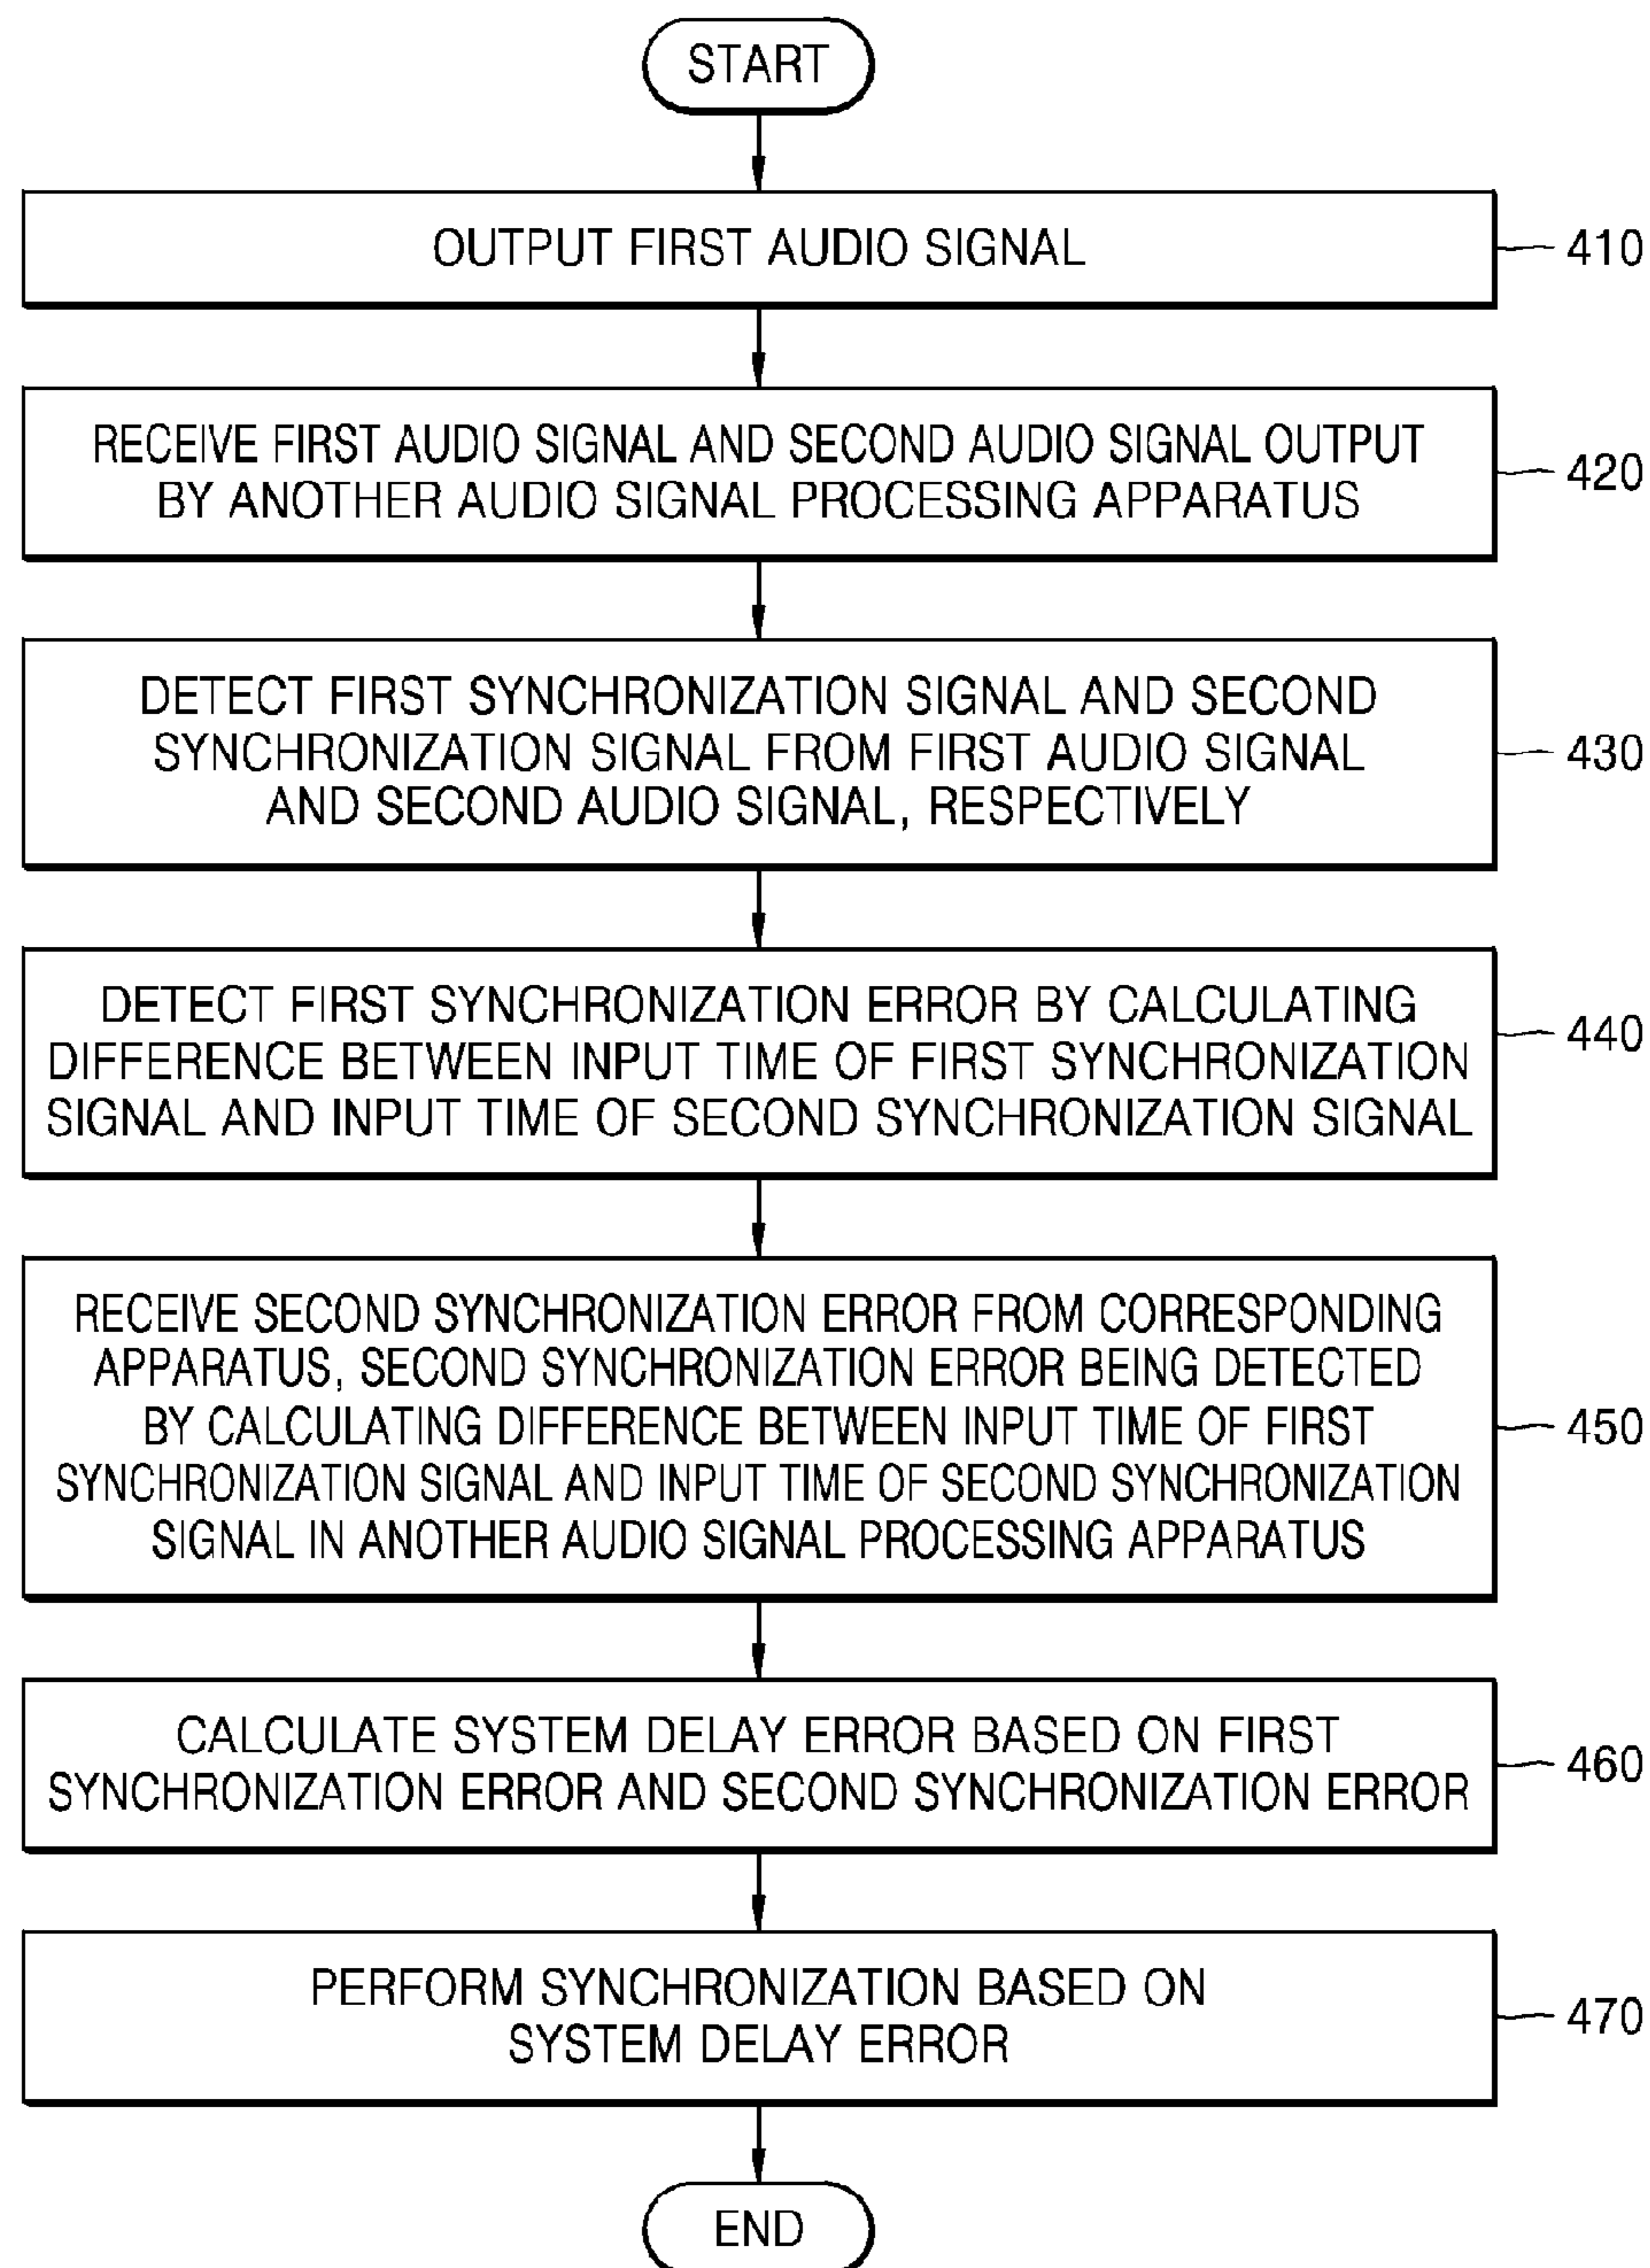 START
OUTPUT FIRST AUDIO SIGNAL
410
RECEIVE FIRST AUDIO SIGNAL AND SECOND AUDIO SIGNAL OUTPUT
BY ANOTHER AUDIO SIGNAL PROCESSING APPARATUS
420
DETECT FIRST SYNCHRONIZATION SIGNAL AND SECOND
SYNCHRONIZATION SIGNAL FROM FIRST AUDIO SIGNAL
AND SECOND AUDIO SIGNAL, RESPECTIVELY
430
DETECT FIRST SYNCHRONIZATION ERROR BY CALCULATING
DIFFERENCE BETWEEN INPUT TIME OF FIRST SYNCHRONIZATION
SIGNAL AND INPUT TIME OF SECOND SYNCHRONIZATION SIGNAL
440
RECEIVE SECOND SYNCHRONIZATION ERROR FROM CORRESPONDING
APPARATUS, SECOND SYNCHRONIZATION ERROR BEING DETECTED
BY CALCULATING DIFFERENCE BETWEEN INPUT TIME OF FIRST
SYNCHRONIZATION SIGNAL AND INPUT TIME OF SECOND SYNCHRONIZATION
SIGNAL IN ANOTHER AUDIO SIGNAL PROCESSING APPARATUS
450
CALCULATE SYSTEM DELAY ERROR BASED ON FIRST
SYNCHRONIZATION ERROR AND SECOND SYNCHRONIZATION ERROR
460
PERFORM SYNCHRONIZATION BASED ON
SYSTEM DELAY ERROR
470
END